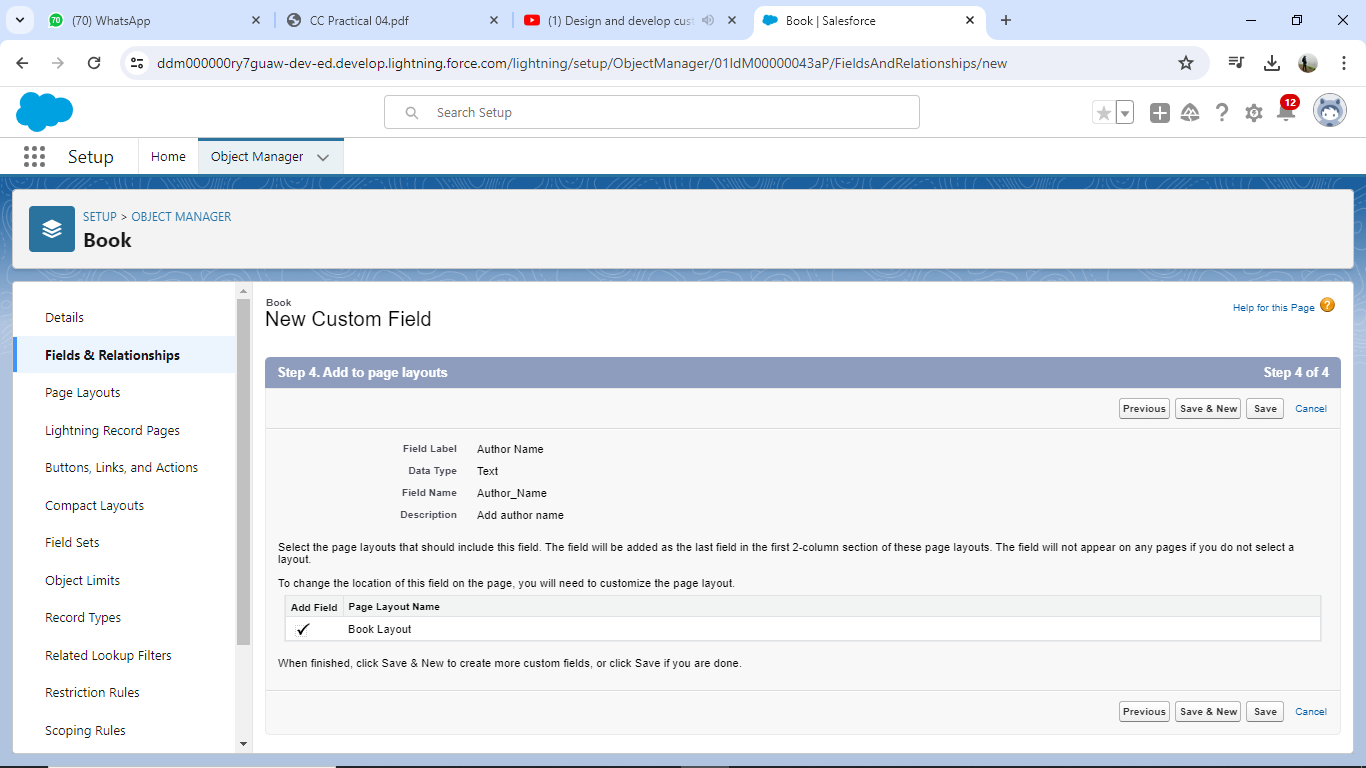 (70) WhatsApp
CC Practical 04.pdf
(1) Design and develop cust
Book | Salesforce
ddm000000ry7guaw-dev-ed.develop.lightning.force.com/lightning/setup/ObjectManager/01IdM00000043aP/FieldsAndRelationships/new
Search Setup
12
Setup
Home
Object Manager
SETUP > OBJECT MANAGER
Book
Details
Fields & Relationships
Page Layouts
Lightning Record Pages
Buttons, Links, and Actions
Compact Layouts
Field Sets
Object Limits
Record Types
Related Lookup Filters
Restriction Rules
Scoping Rules
Book
New Custom Field
Help for this Page ?
Step 4. Add to page layouts
Step 4 of 4
Previous Save & New Save Cancel
Field Label Author Name
Data Type Text
Field Name Author_Name
Description Add author name
Select the page layouts that should include this field. The field will be added as the last field in the first 2-column section of these page layouts. The field will not appear on any pages if you do not select a
layout.
To change the location of this field on the page, you will need to customize the page layout.
Add Field Page Layout Name
Book Layout
When finished, click Save & New to create more custom fields, or click Save if you are done.
Previous Save & New Save Cancel